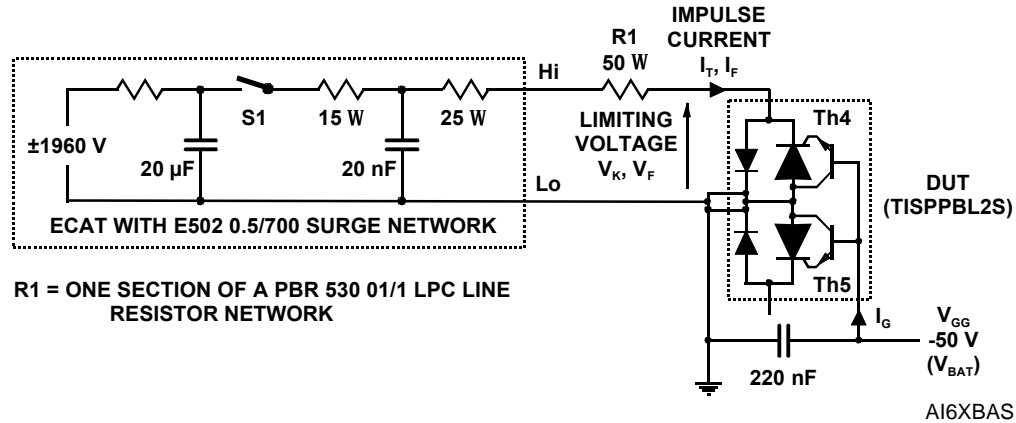 IMPULSE
CURRENT
I_T, I_F
R1
50 W
Hi
S1
15 W
25 W
±1960 V
20 µF
20 nF
LIMITING
VOLTAGE
V_K, V_F
Th4
DUT
(TISPPBL2S)
Lo
ECAT WITH E502 0.5/700 SURGE NETWORK
Th5
R1 = ONE SECTION OF A PBR 530 01/1 LPC LINE
RESISTOR NETWORK
I_G
V_GG
-50 V
(V_BAT)
220 nF
AI6XBAS